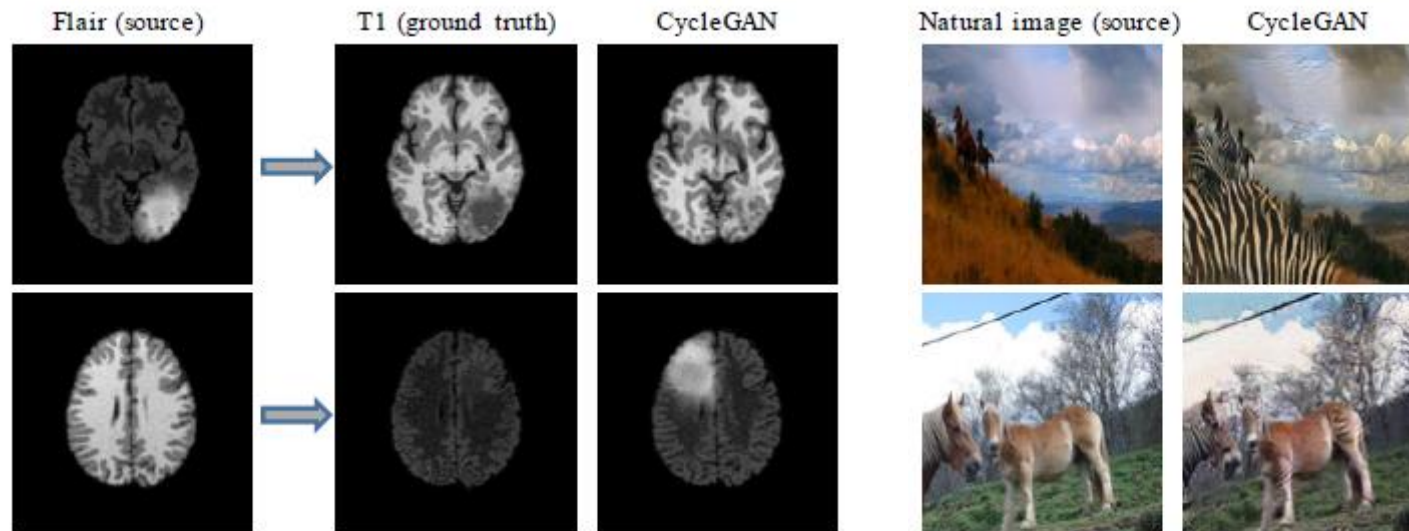 Flair (source)
T1 (ground truth)
CycleGAN
Natural image (source)
CycleGAN